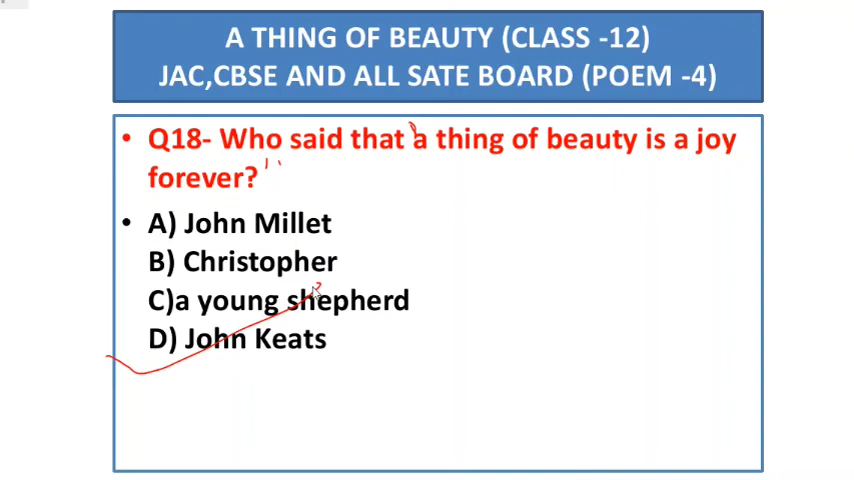 A THING OF BEAUTY (CLASS -12)
JAC,CBSE AND ALL SATE BOARD (POEM -4)
• Q18- Who said that a thing of beauty is a joy
forever?
• A) John Millet
B) Christopher
C)a young shepherd
D) John Keats